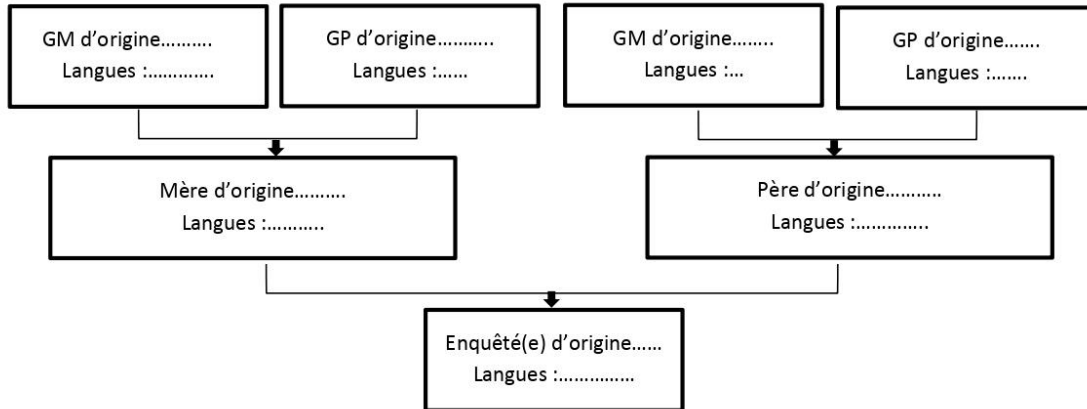 GM d’origine……….
Langues :………….
GP d’origine………..
Langues :……
GM d’origine……..
Langues :…
GP d’origine…….
Langues :…….
Mère d’origine……….
Langues :………..
Père d’origine………..
Langues :…………..
Enquêté(e) d’origine……
Langues :……………